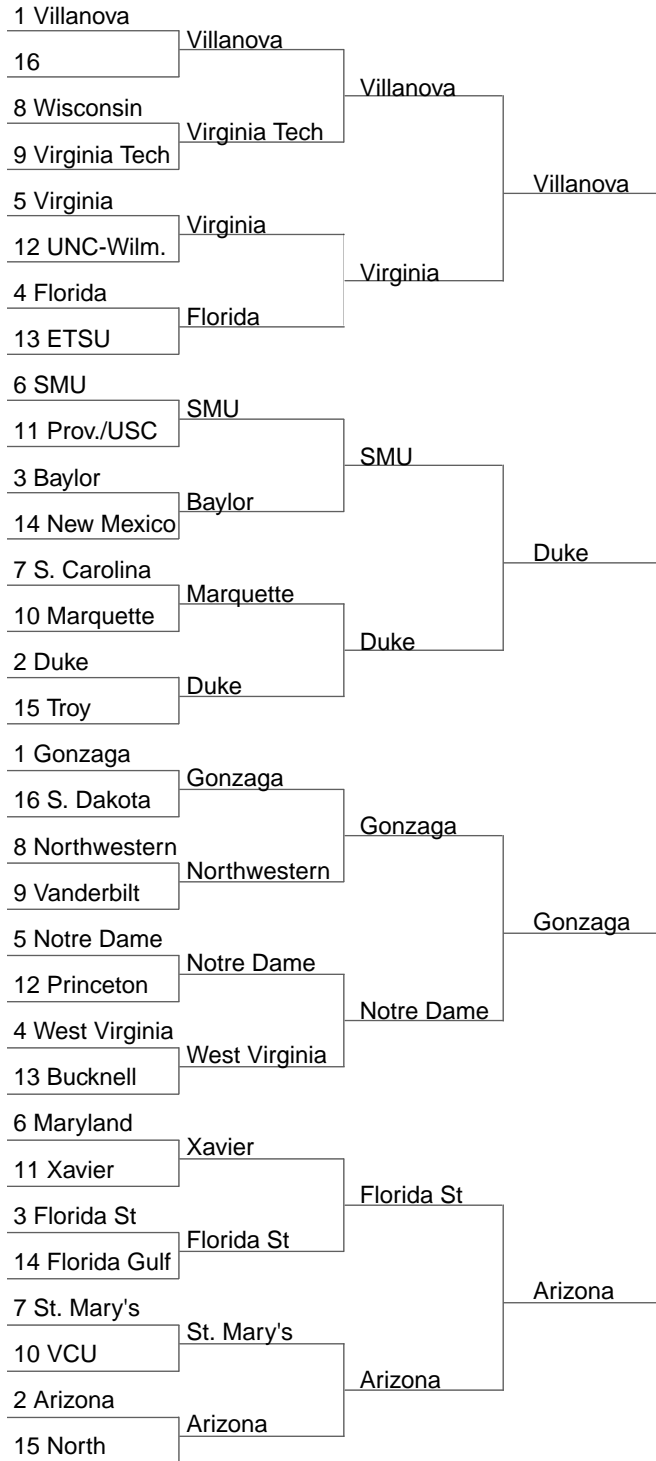 1 Villanova
16
8 Wisconsin
9 Virginia Tech
5 Virginia
12 UNC-Wilm.
4 Florida
13 ETSU
6 SMU
11 Prov./USC
3 Baylor
14 New Mexico
7 S. Carolina
10 Marquette
2 Duke
15 Troy
1 Gonzaga
16 S. Dakota
8 Northwestern
9 Vanderbilt
5 Notre Dame
12 Princeton
4 West Virginia
13 Bucknell
6 Maryland
11 Xavier
3 Florida St
14 Florida Gulf
7 St. Mary's
10 VCU
2 Arizona
15 North
Villanova
Virginia Tech
Virginia
Florida
SMU
Baylor
Marquette
Duke
Gonzaga
Northwestern
Notre Dame
West Virginia
Xavier
Florida St
St. Mary's
Arizona
Villanova
Virginia
SMU
Duke
Gonzaga
Notre Dame
Florida St
Arizona
Villanova
Duke
Gonzaga
Arizona